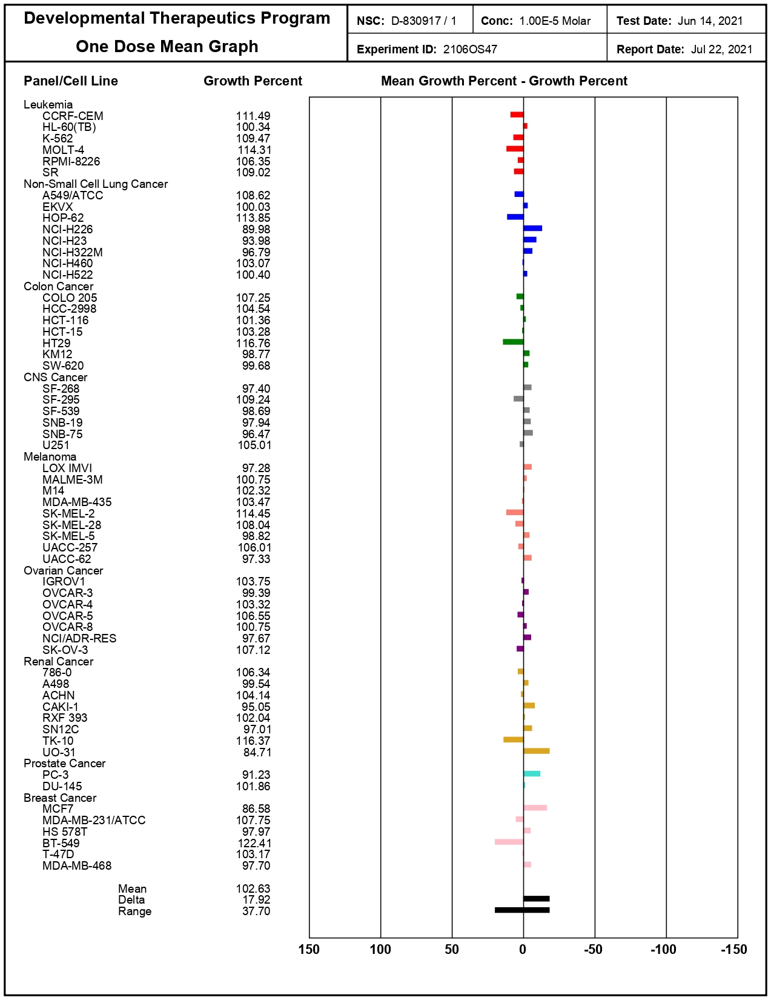 Developmental Therapeutics Program
One Dose Mean Graph
NSC: D-830917 / 1
Conc: 1.00E-5 Molar
Test Date: Jun 14, 2021
Experiment ID: 2106OS47
Report Date: Jul 22, 2021
Panel/Cell Line Growth Percent Mean Growth Percent - Growth Percent
Leukemia
CCRF-CEM 111.49
HL-60(TB) 100.34
K-562 109.47
MOLT-4 114.31
RPMI-8226 106.35
SR 109.02
Non-Small Cell Lung Cancer
A549/ATCC 108.62
EKVX 100.03
HOP-62 113.85
NCI-H226 89.98
NCI-H23 93.98
NCI-H322M 96.79
NCI-H460 103.07
NCI-H522 100.40
Colon Cancer
COLO 205 107.25
HCC-2998 104.54
HCT-116 101.36
HCT-15 103.28
HT29 116.76
KM12 98.77
SW-620 99.68
CNS Cancer
SF-268 97.40
SF-295 109.24
SF-539 98.69
SNB-19 97.94
SNB-75 96.47
U251 105.01
Melanoma
LOX IMVI 97.28
MALME-3M 100.75
M14 102.32
MDA-MB-435 103.47
SK-MEL-2 114.45
SK-MEL-28 108.04
SK-MEL-5 98.82
UACC-257 106.01
UACC-62 97.33
Ovarian Cancer
IGROV1 103.75
OVCAR-3 99.39
OVCAR-4 103.32
OVCAR-5 106.55
OVCAR-8 100.75
NCI/ADR-RES 97.67
SK-OV-3 107.12
Renal Cancer
786-0 106.34
A498 99.54
ACHN 104.14
CAKI-1 95.05
RXF 393 102.04
SN12C 97.01
TK-10 116.37
UO-31 84.71
Prostate Cancer
PC-3 91.23
DU-145 101.86
Breast Cancer
MCF7 86.58
MDA-MB-231/ATCC 107.75
HS 578T 97.97
BT-549 122.41
T-47D 103.17
MDA-MB-468 97.70
Mean 102.63
Delta 17.92
Range 37.70
150 100 50 0 -50 -100 -150